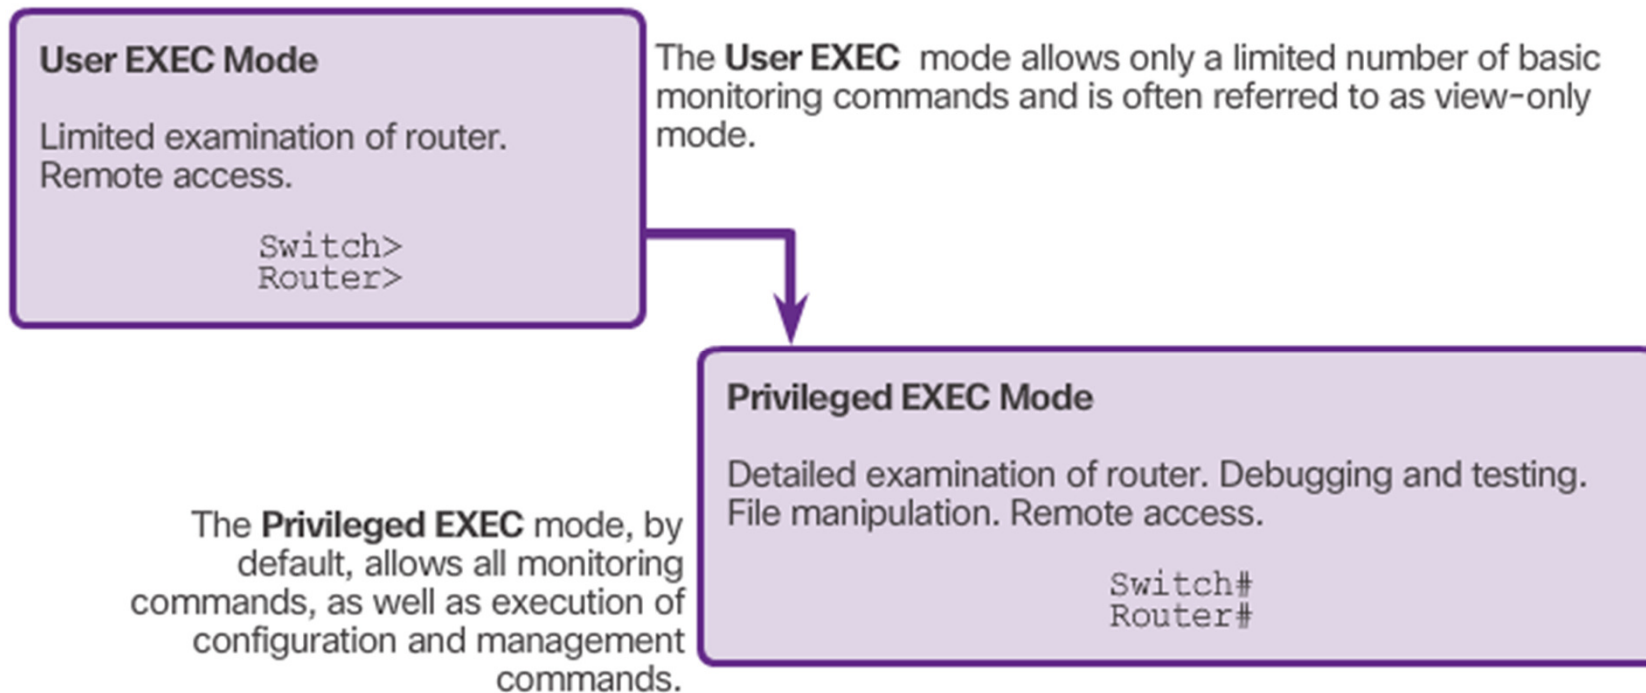 User EXEC Mode
Limited examination of router.
Remote access.
Switch>
Router>
The User EXEC mode allows only a limited number of basic
monitoring commands and is often referred to as view-only
mode.
Privileged EXEC Mode
Detailed examination of router. Debugging and testing.
File manipulation. Remote access.
Switch#
Router#
The Privileged EXEC mode, by
default, allows all monitoring
commands, as well as execution of
configuration and management
commands.